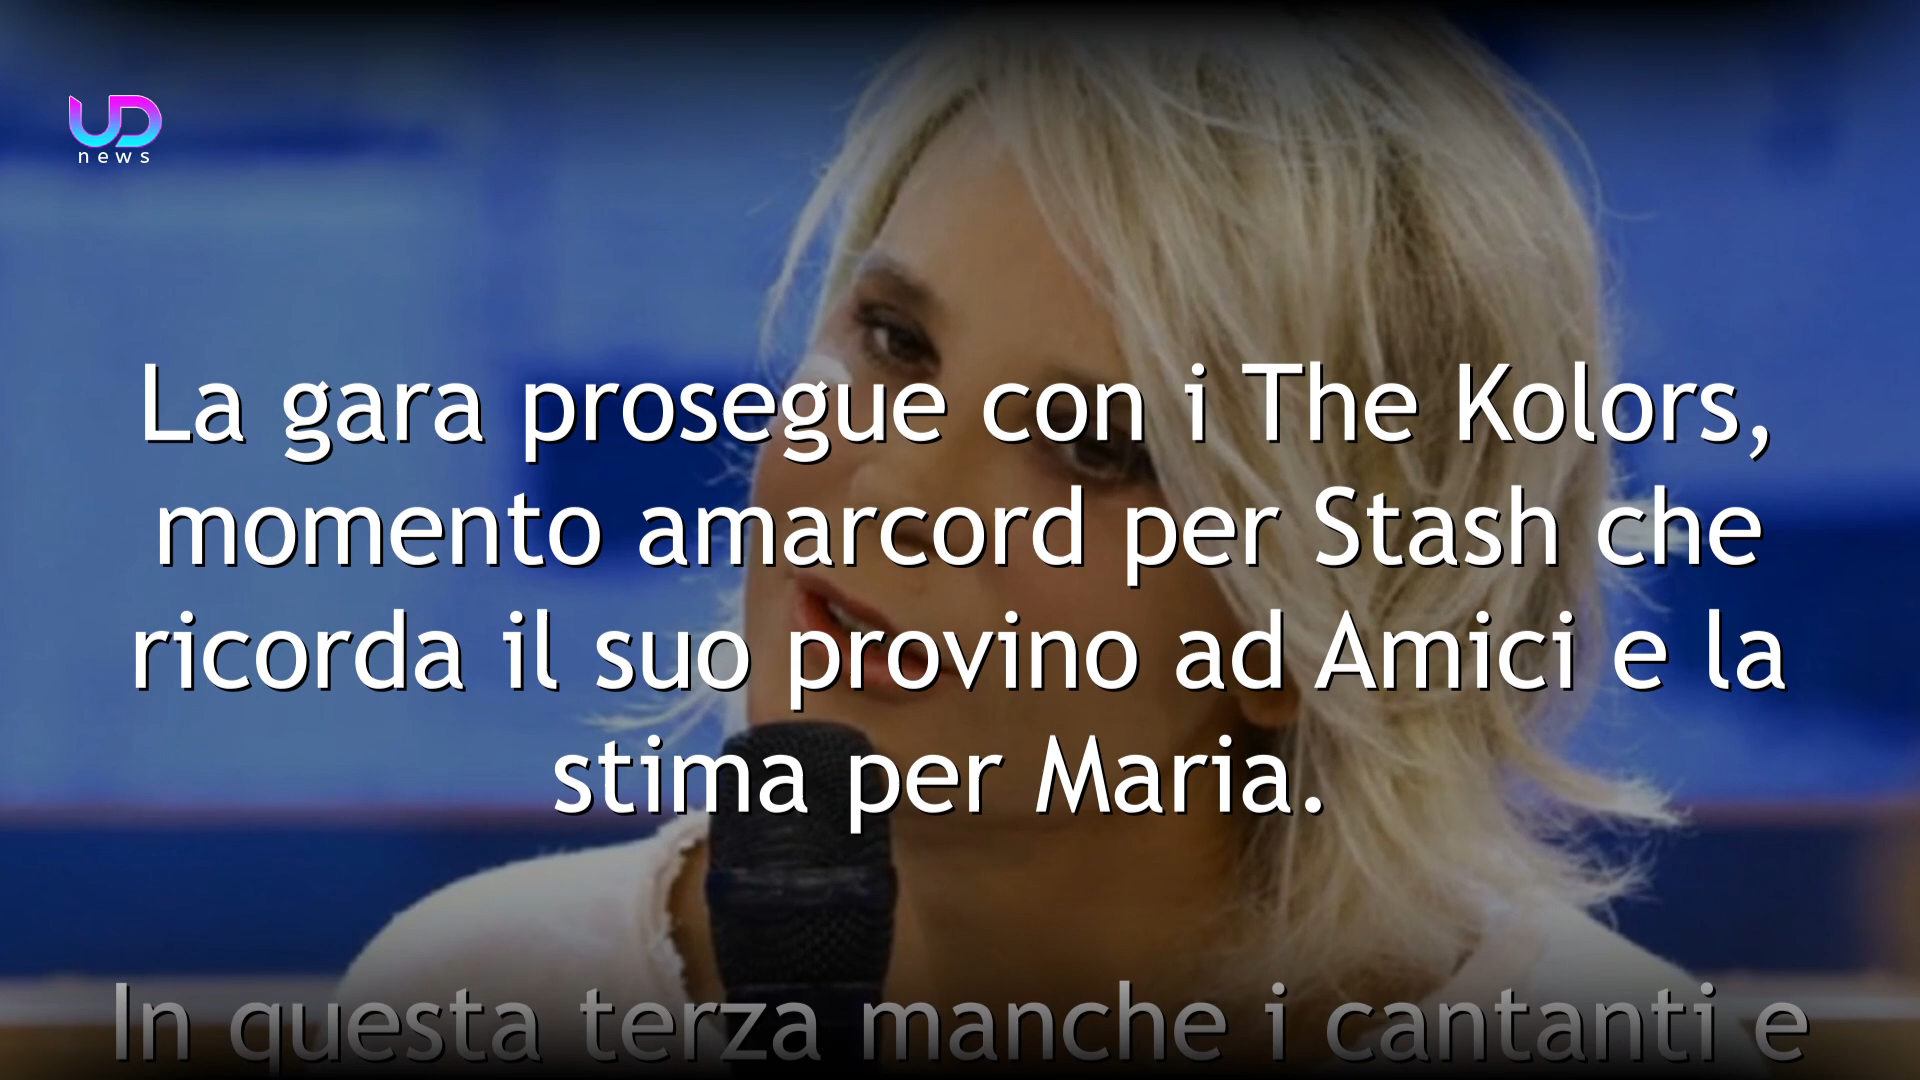 UD
news
La gara prosegue con i The Kolors,
momento amarcord per Stash che
ricorda il suo provino ad Amici e la
stima per Maria.
In questa terza manche i cantanti e